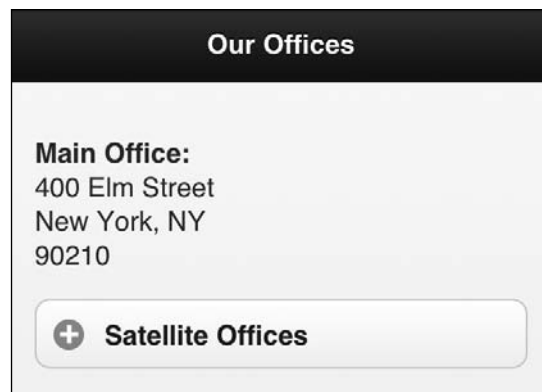 Our Offices
Main Office:
400 Elm Street
New York, NY
90210
Satellite Offices